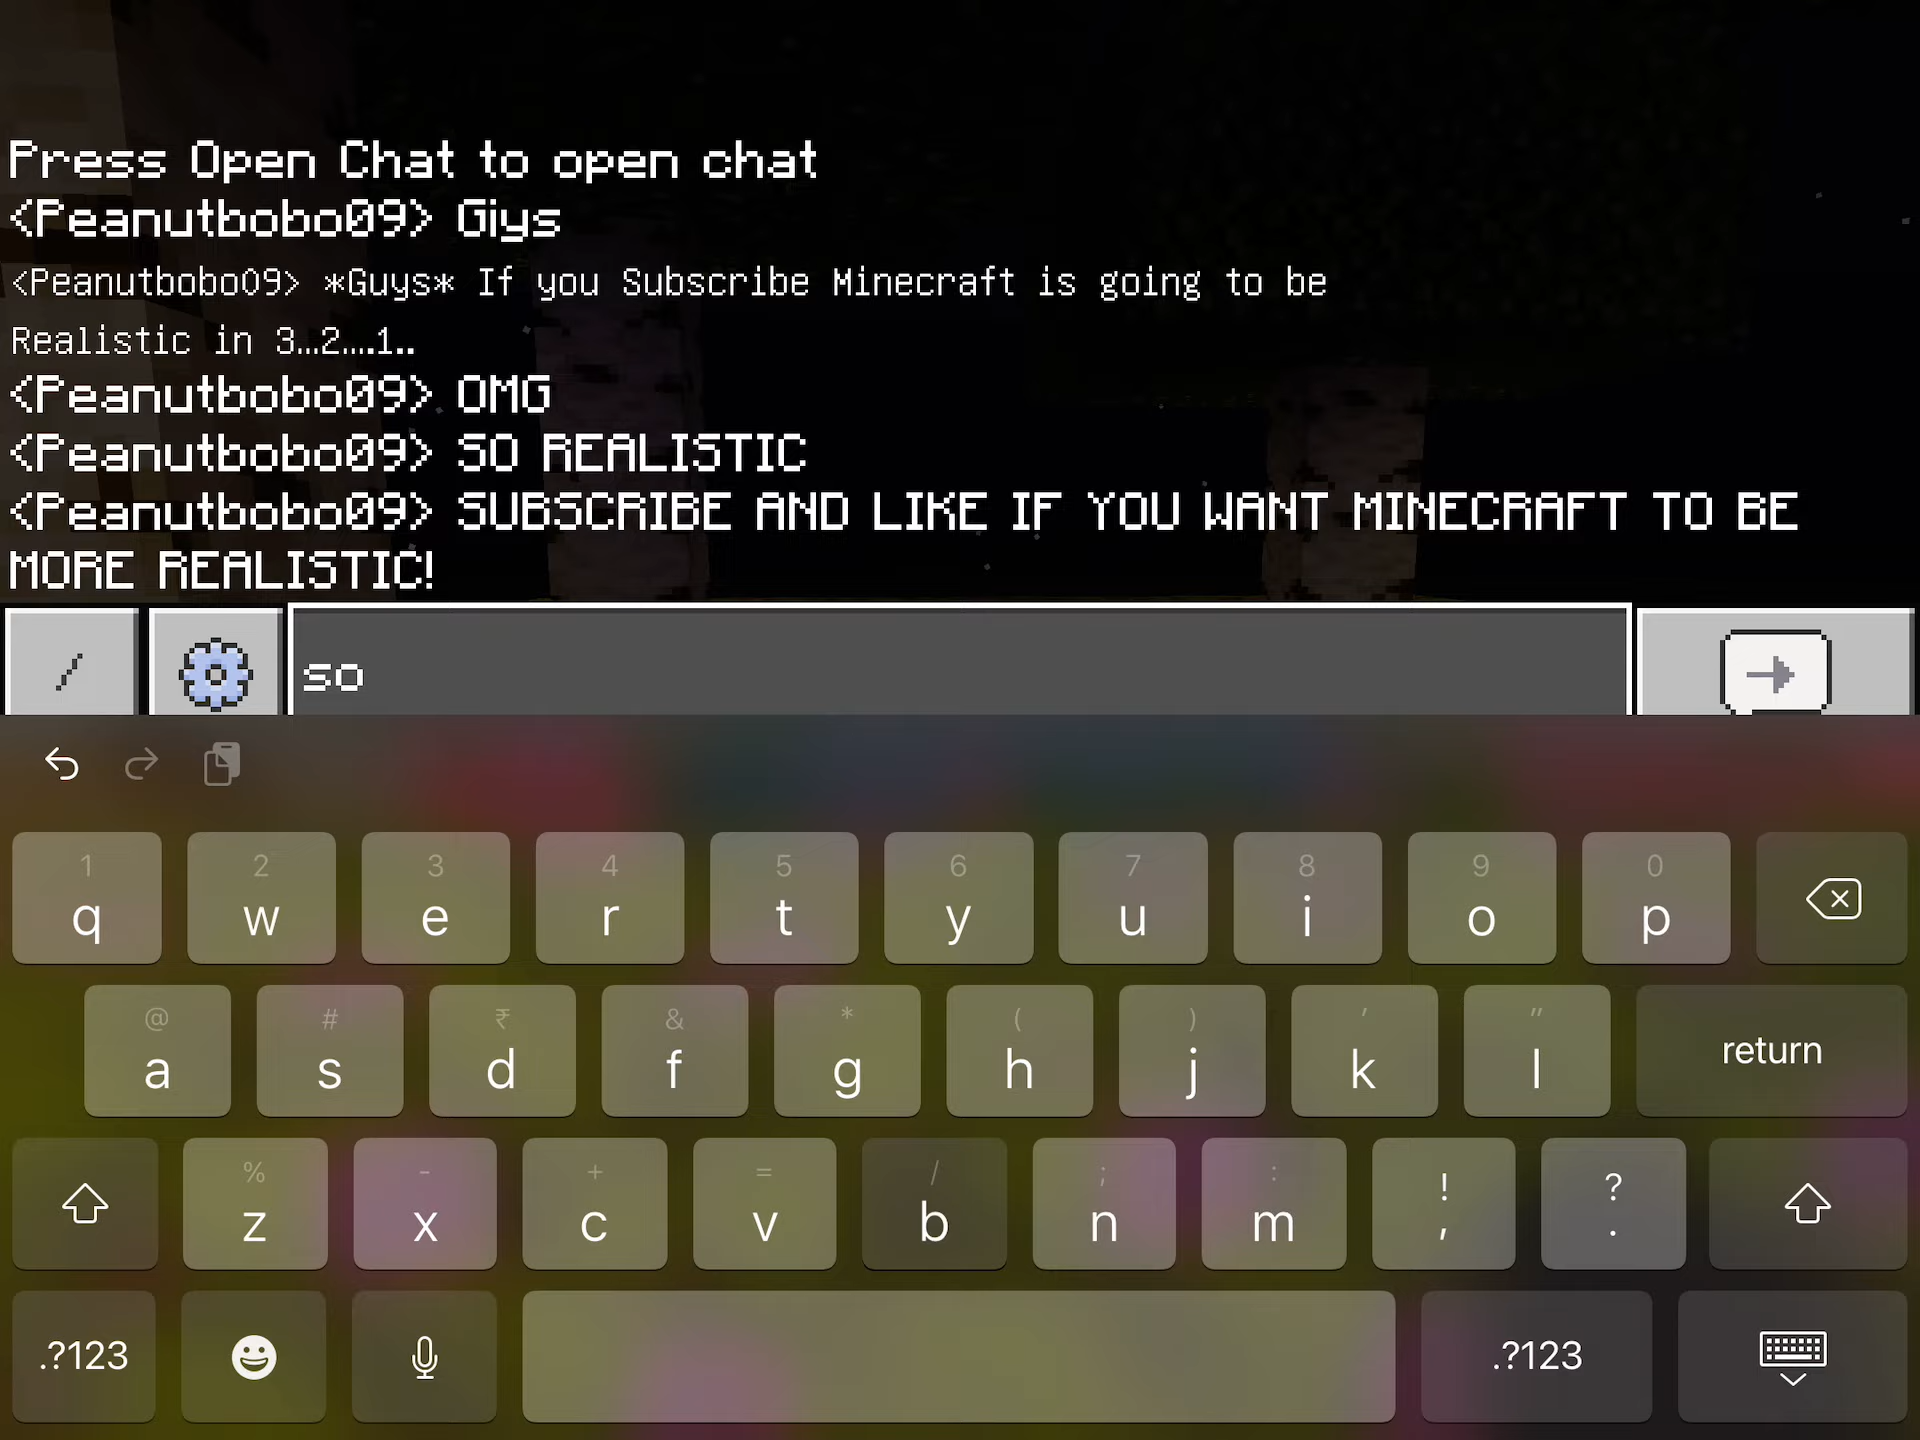 Press Open Chat to open chat
<Peanutbobo09> Giys
<Peanutbobo09> *Guys* If you Subscribe Minecraft is going to be
Realistic in 3...2....1..
<Peanutbobo09> OMG
<Peanutbobo09> SO REALISTIC
<Peanutbobo09> SUBSCRIBE AND LIKE IF YOU WANT MINECRAFT TO BE
MORE REALISTIC!
/ so
1 2 3 4 5 6 7 8 9 0
q w e r t y u i o p
@ # ₹ & * ( ) ' "
a s d f g h j k l return
% - + = / ; : ! ?
z x c v b n m , .
.?123 .?123